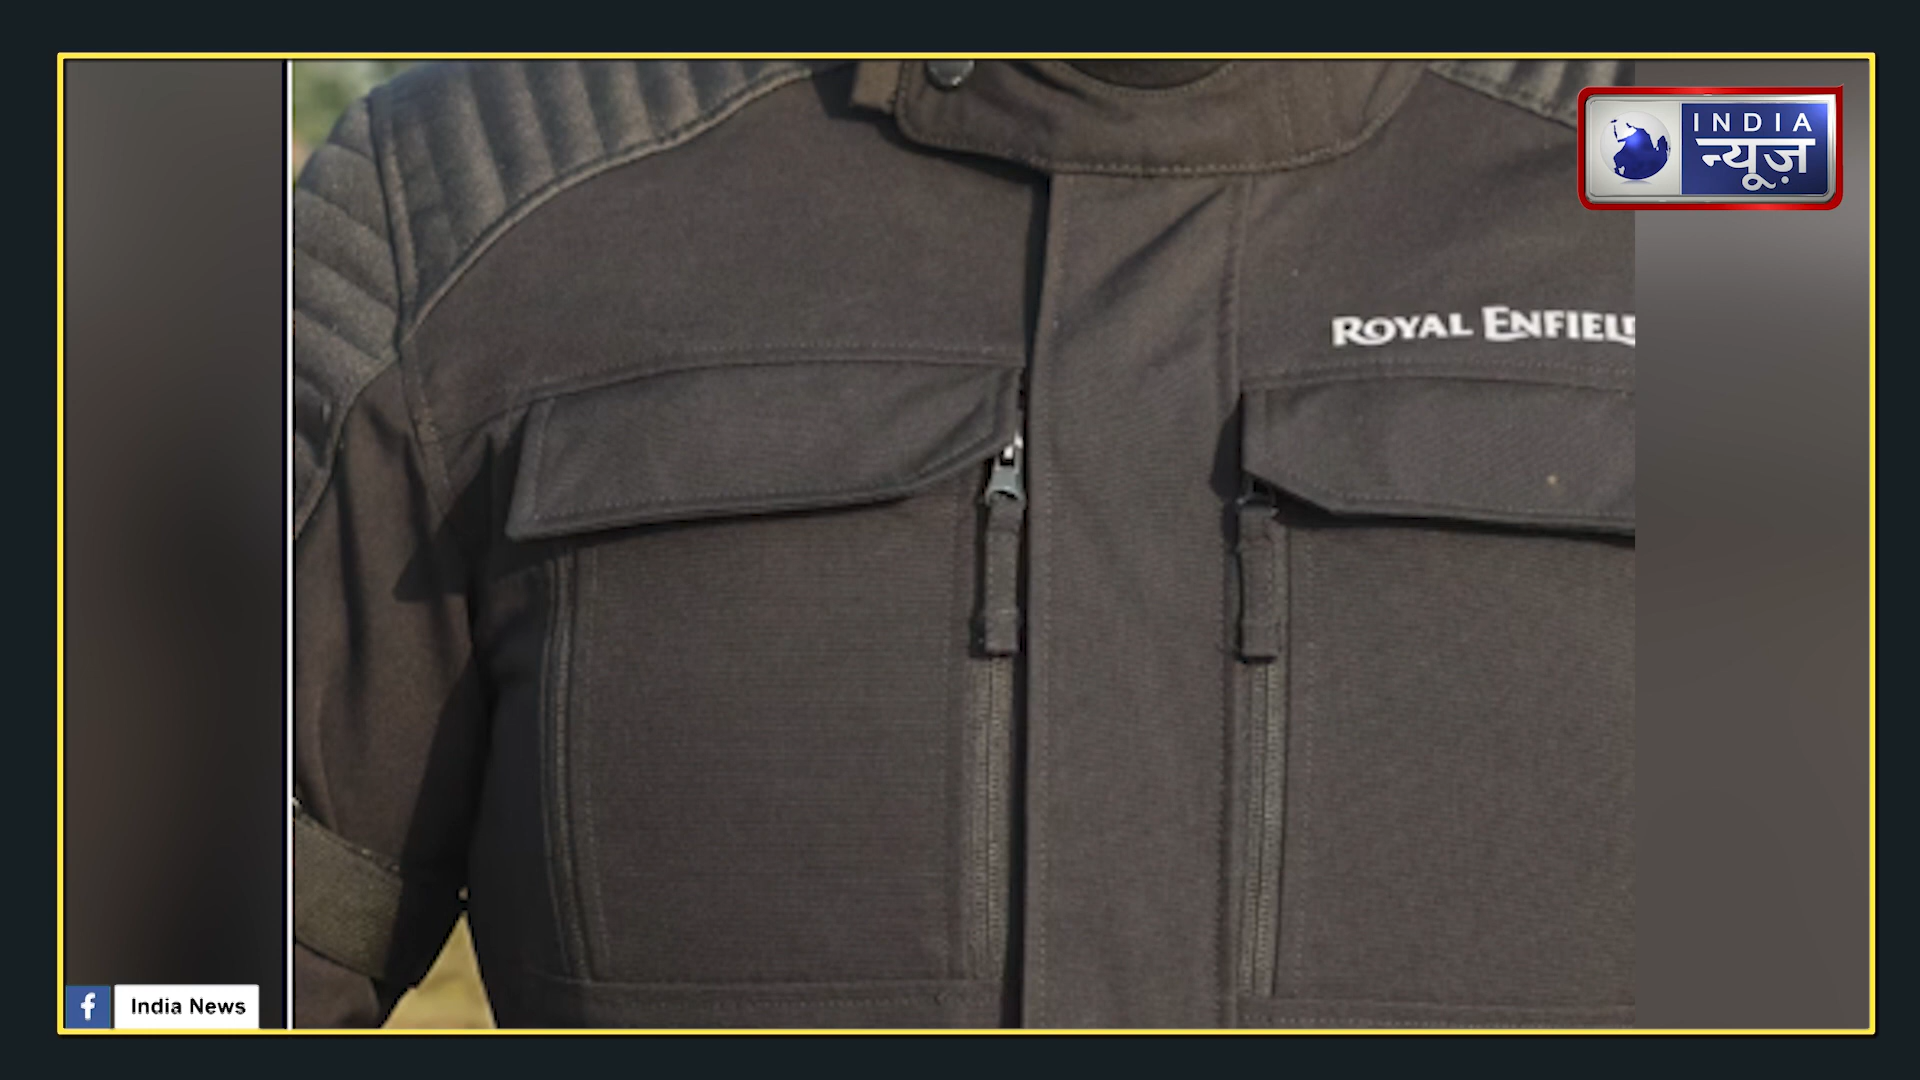 INDIA
न्यूज़
ROYAL ENFIEL
f India News